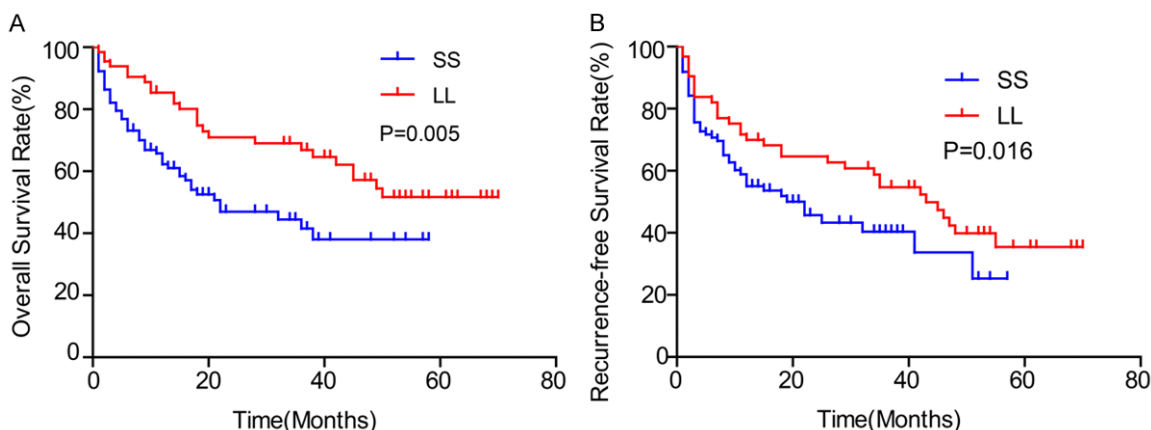 A
Overall Survival Rate(%)
100
80
60
40
20
0
0 20 40 60 80
Time(Months)
SS
LL
P=0.005
B
Recurrence-free Survival Rate(%)
100
80
60
40
20
0
0 20 40 60 80
Time(Months)
SS
LL
P=0.016